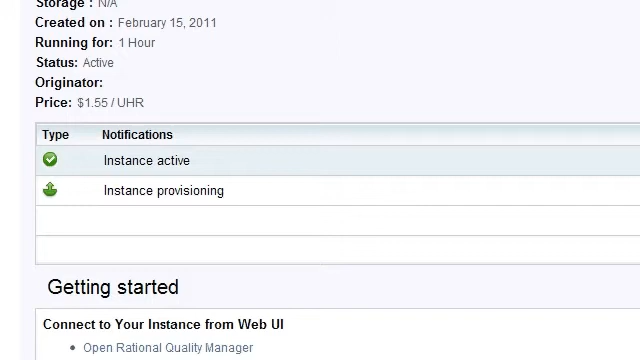 Storage : N/A
Created on : February 15, 2011
Running for: 1 Hour
Status: Active
Originator:
Price: $1.55 / UHR
Type Notifications
Instance active
Instance provisioning
Getting started
Connect to Your Instance from Web UI
• Open Rational Quality Manager